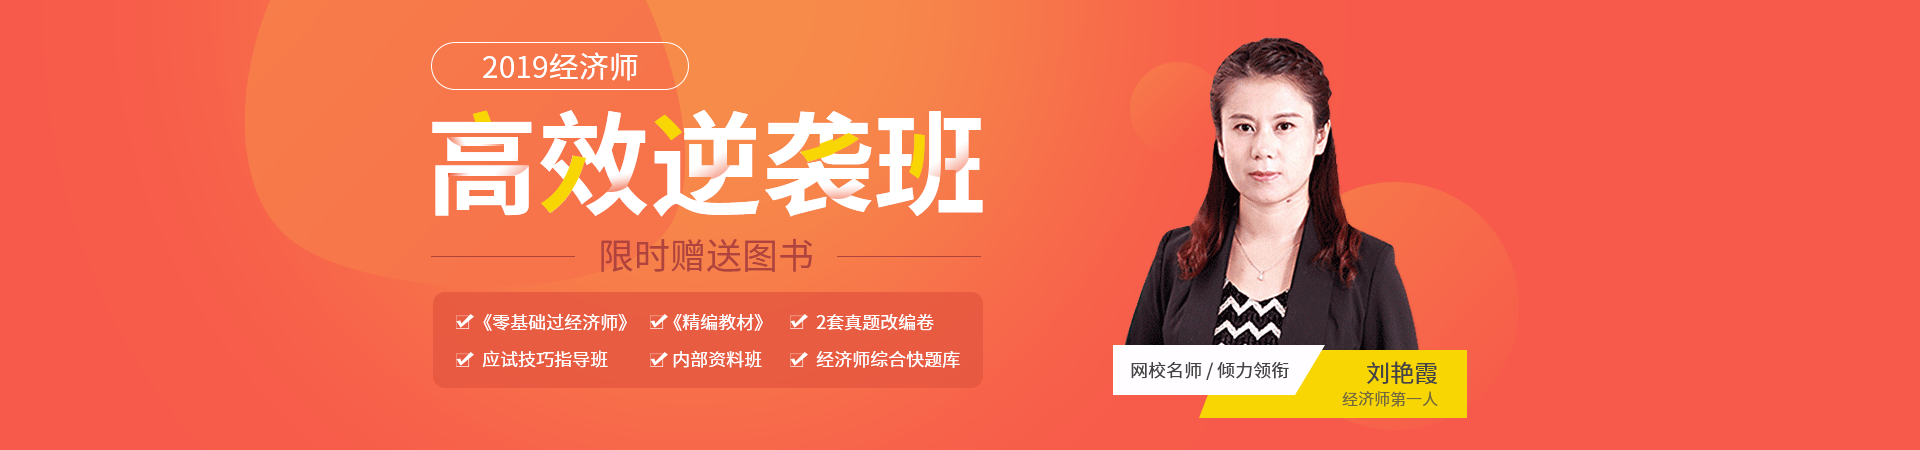 2019经济师
高效逆袭班
限时赠送图书
《零基础过经济师》 《精编教材》 2套真题改编卷
应试技巧指导班 内部资料班 经济师综合快题库
网校名师 / 倾力领衔
刘艳霞
经济师第一人